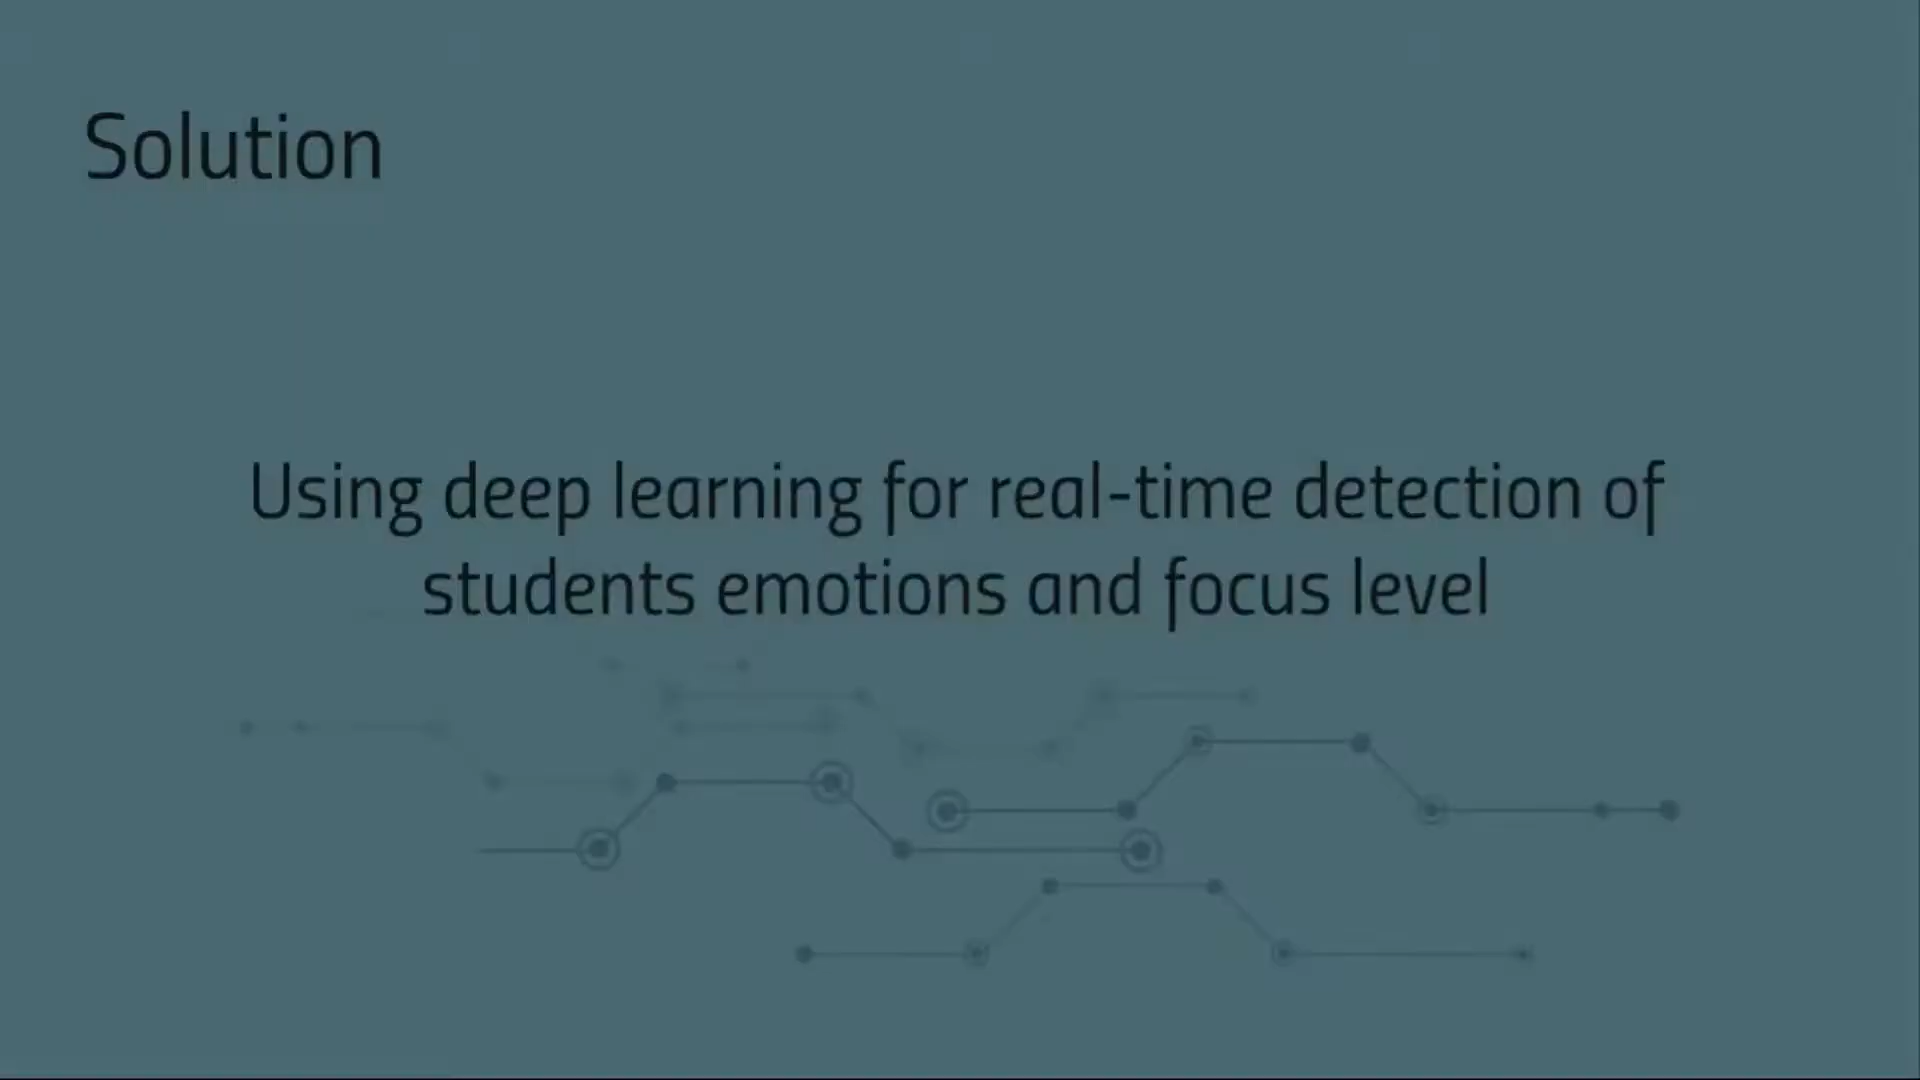 Solution
Using deep learning for real-time detection of
students emotions and focus level